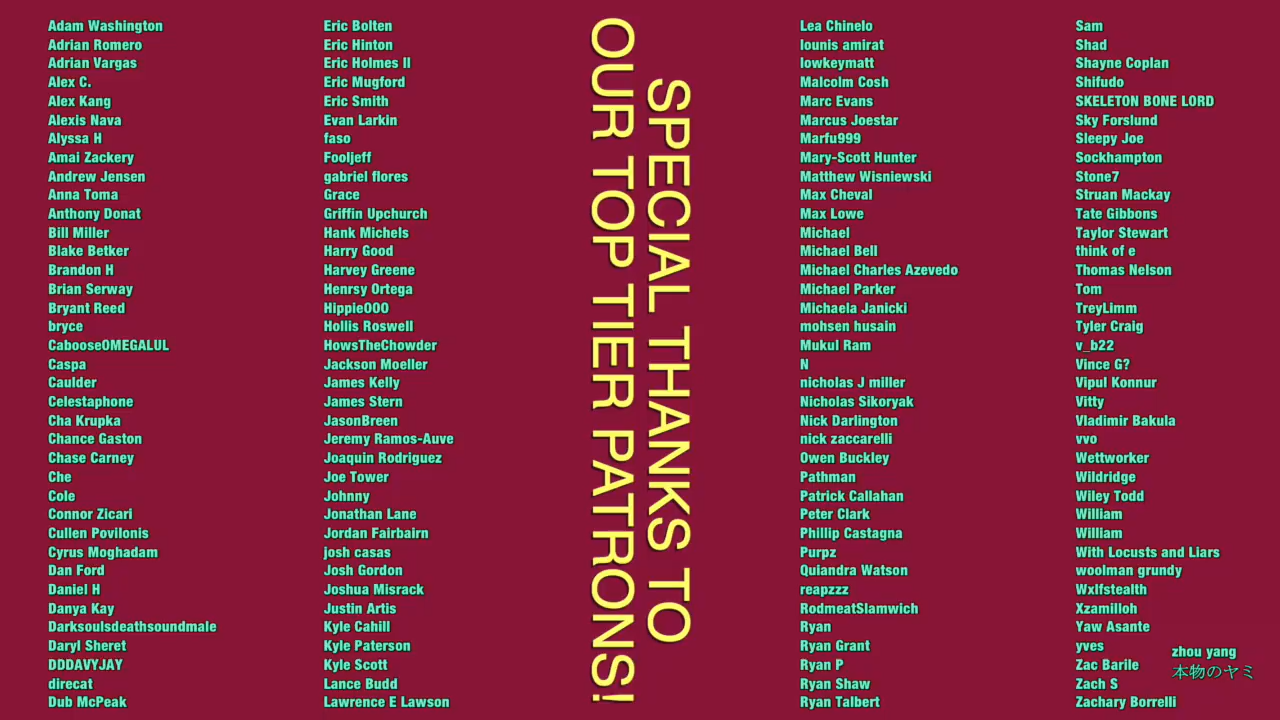 Adam Washington
Adrian Romero
Adrian Vargas
Alex C.
Alex Kang
Alexis Nava
Alyssa H
Amai Zackery
Andrew Jensen
Anna Toma
Anthony Donat
Bill Miller
Blake Betker
Brandon H
Brian Serway
Bryant Reed
bryce
CabooseOMEGALUL
Caspa
Caulder
Celestaphone
Cha Krupka
Chance Gaston
Chase Carney
Che
Cole
Connor Zicari
Cullen Povilonis
Cyrus Moghadam
Dan Ford
Daniel H
Danya Kay
Darksoulsdeathsoundmale
Daryl Sheret
DDDAVYJAY
direcat
Dub McPeak
Eric Bolten
Eric Hinton
Eric Holmes II
Eric Mugford
Eric Smith
Evan Larkin
faso
Fooljeff
gabriel flores
Grace
Griffin Upchurch
Hank Michels
Harry Good
Harvey Greene
Henrsy Ortega
HippieOOO
Hollis Roswell
HowsTheChowder
Jackson Moeller
James Kelly
James Stern
JasonBreen
Jeremy Ramos-Auve
Joaquin Rodriguez
Joe Tower
Johnny
Jonathan Lane
Jordan Fairbairn
josh casas
Josh Gordon
Joshua Misrack
Justin Artis
Kyle Cahill
Kyle Paterson
Kyle Scott
Lance Budd
Lawrence E Lawson
SPECIAL THANKS TO
OUR TOP TIER PATRONS!
Lea Chinelo
lounis amirat
lowkeymatt
Malcolm Cosh
Marc Evans
Marcus Joestar
Marfu999
Mary-Scott Hunter
Matthew Wisniewski
Max Cheval
Max Lowe
Michael
Michael Bell
Michael Charles Azevedo
Michael Parker
Michaela Janicki
mohsen husain
Mukul Ram
N
nicholas J miller
Nicholas Sikoryak
Nick Darlington
nick zaccarelli
Owen Buckley
Pathman
Patrick Callahan
Peter Clark
Phillip Castagna
Purpz
Quiandra Watson
reapzzz
RodmeatSlamwich
Ryan
Ryan Grant
Ryan P
Ryan Shaw
Ryan Talbert
Sam
Shad
Shayne Coplan
Shifudo
SKELETON BONE LORD
Sky Forslund
Sleepy Joe
Sockhampton
Stone7
Struan Mackay
Tate Gibbons
Taylor Stewart
think of e
Thomas Nelson
Tom
TreyLimm
Tyler Craig
v_b22
Vince G?
Vipul Konnur
Vitty
Vladimir Bakula
vvo
Wettworker
Wildridge
Wiley Todd
William
William
With Locusts and Liars
woolman grundy
Wxlfstealth
Xzamilloh
Yaw Asante
yves
Zac Barile
Zach S
Zachary Borrelli
zhou yang
本物のヤミ